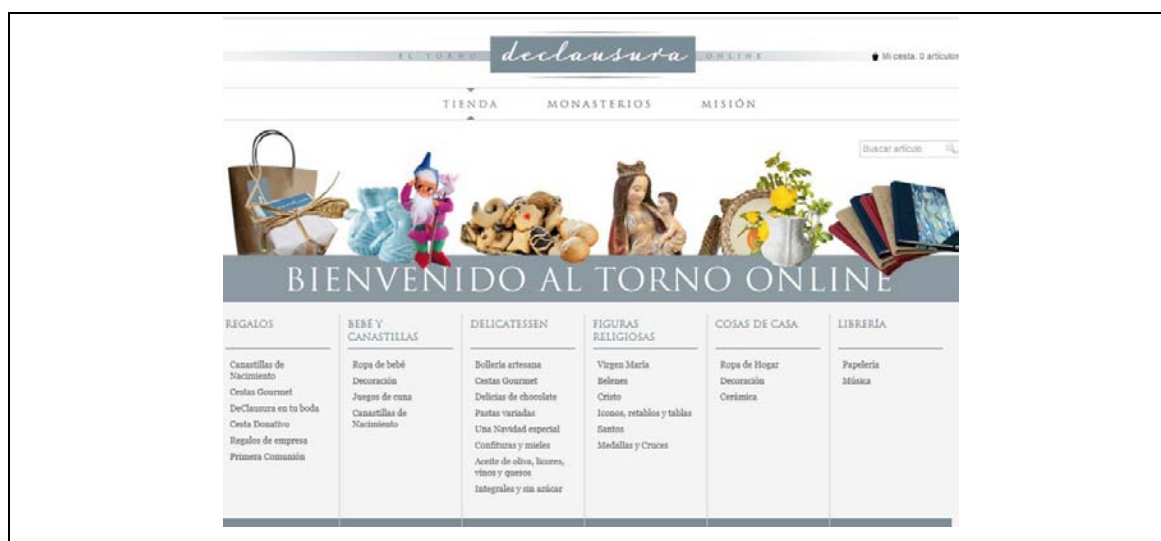 EL TORNO declausura ONLINE
Mi cesta. 0 artículos
TIENDA MONASTERIOS MISIÓN
Buscar artículo
BIENVENIDO AL TORNO ONLINE
REGALOS
Canastillas de
Nacimiento
Cestas Gourmet
DeClausura en tu boda
Cesta Donativo
Regalos de empresa
Primera Comunión
BEBÉ Y
CANASTILLAS
Ropa de bebé
Decoración
Juegos de cuna
Canastillas de
Nacimiento
DELICATESSEN
Bollería artesana
Cestas Gourmet
Delicias de chocolate
Pastas variadas
Una Navidad especial
Confituras y mieles
Aceite de oliva, licores,
vinos y quesos
Integrales y sin azúcar
FIGURAS
RELIGIOSAS
Virgen María
Belenes
Cristo
Iconos, retablos y tablas
Santos
Medallas y Cruces
COSAS DE CASA
Ropa de Hogar
Decoración
Cerámica
LIBRERÍA
Papelería
Música